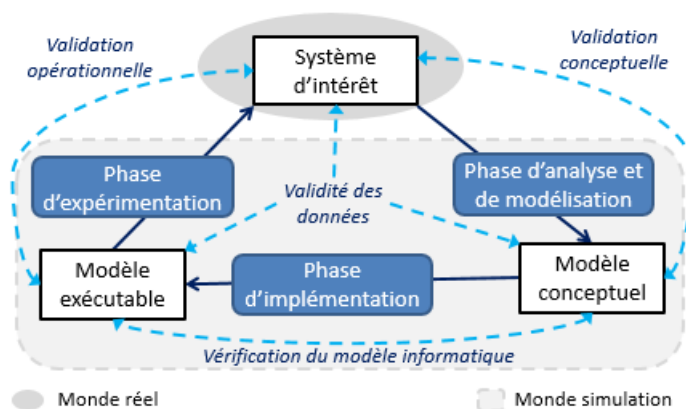 Validation
opérationnelle
Système
d'intérêt
Validation
conceptuelle
Phase
d'expérimentation
Validité des
données
Phase d'analyse et
de modélisation
Modèle
exécutable
Phase
d'implémentation
Modèle
conceptuel
Vérification du modèle informatique
Monde réel
Monde simulation